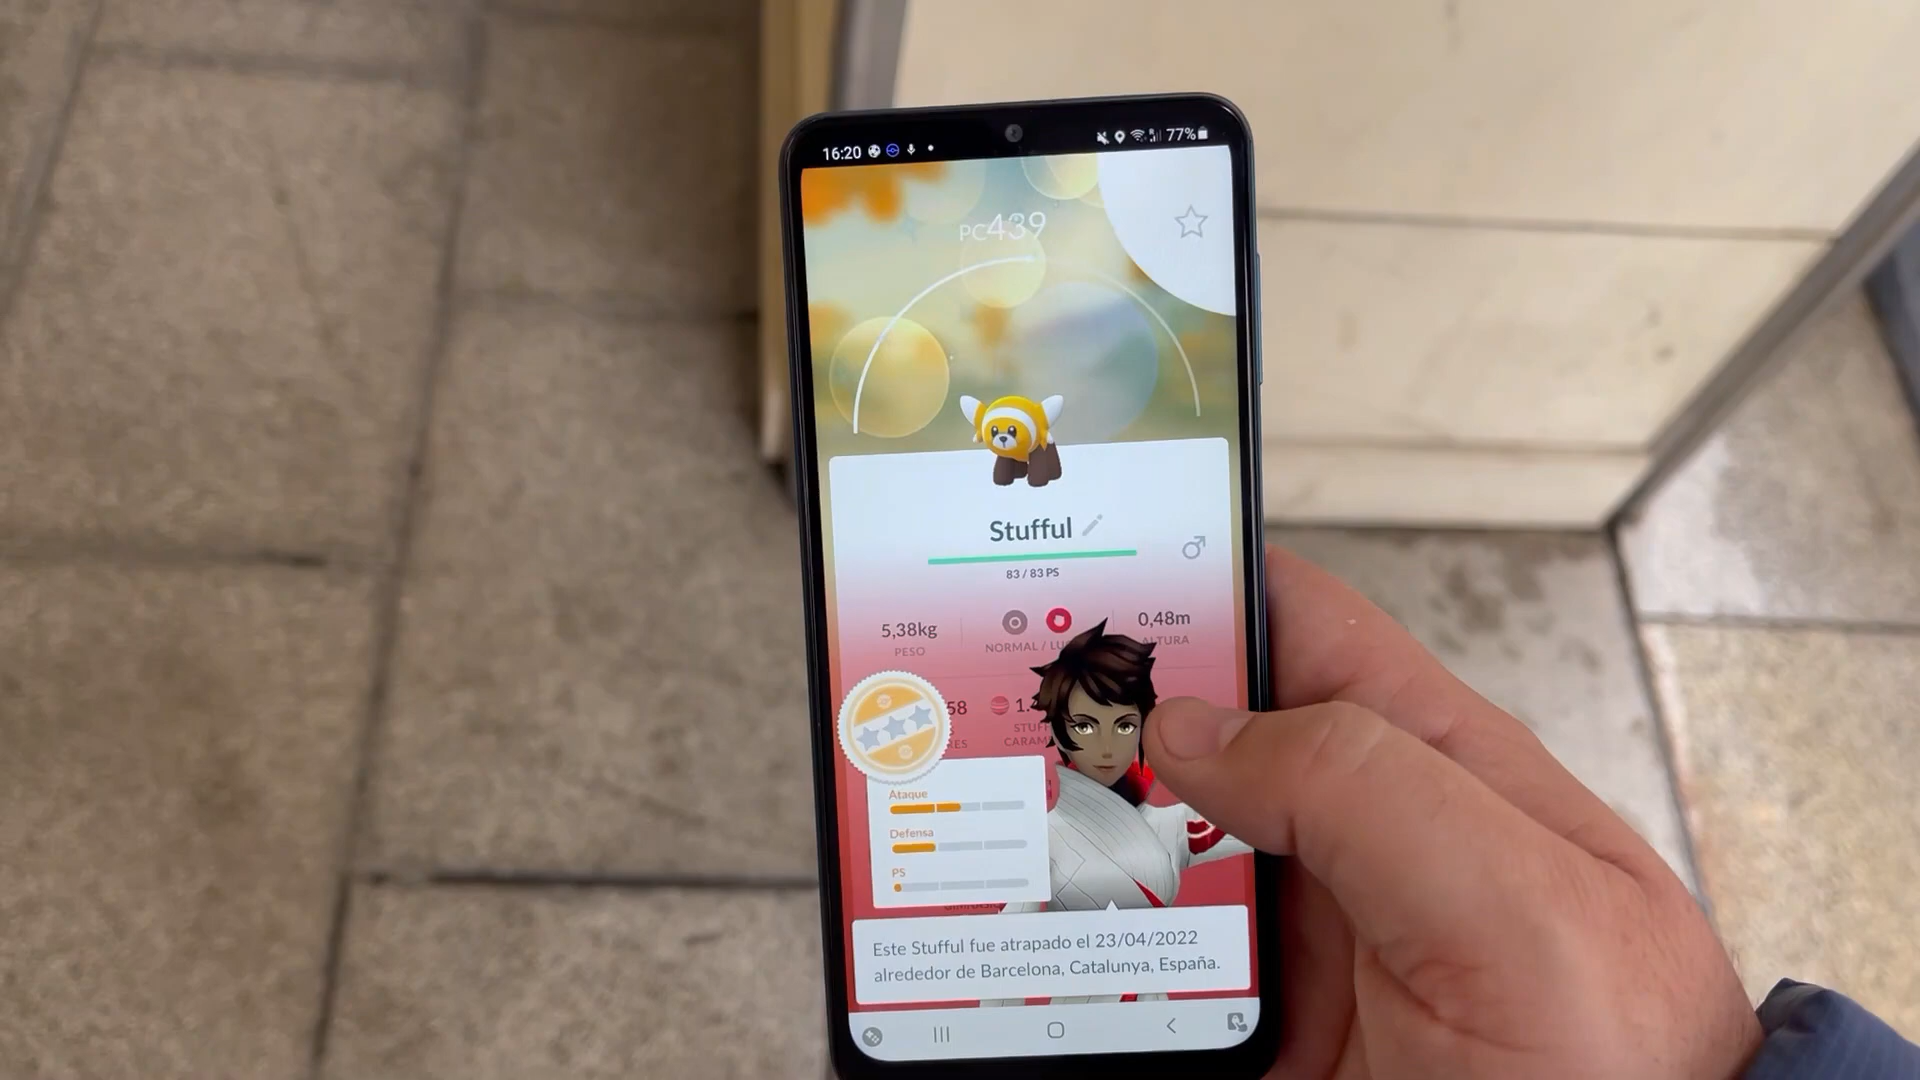 16:20
77%
PC439
Stufful
83 / 83 PS
5,38kg
0,48m
PESO
NORMAL /
ALTURA
58
Ataque
Defensa
PS
Este Stufful fue atrapado el 23/04/2022
alrededor de Barcelona, Catalunya, España.